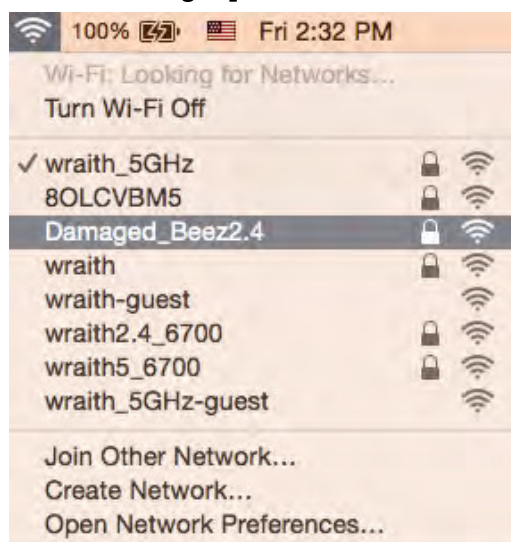 100% Fri 2:32 PM
Wi-Fi: Looking for Networks...
Turn Wi-Fi Off
✓ wraith_5GHz
8OLCVBM5
Damaged_Beez2.4
wraith
wraith-guest
wraith2.4_6700
wraith5_6700
wraith_5GHz-guest
Join Other Network...
Create Network...
Open Network Preferences...